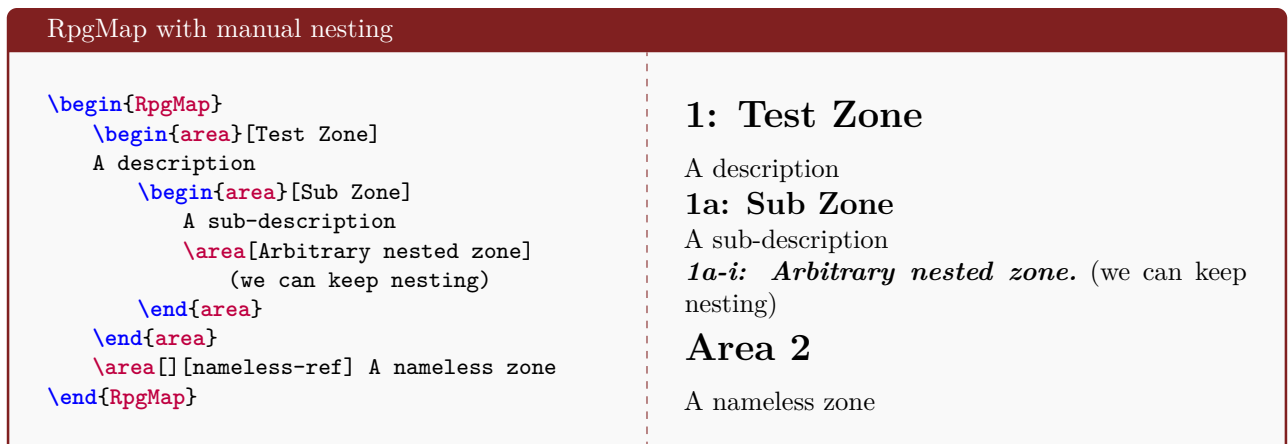 RpgMap with manual nesting
\begin{RpgMap}
    \begin{area}[Test Zone]
    A description
        \begin{area}[Sub Zone]
            A sub-description
            \area[Arbitrary nested zone]
                (we can keep nesting)
        \end{area}
    \end{area}
    \area[][nameless-ref] A nameless zone
\end{RpgMap}
1: Test Zone
A description
1a: Sub Zone
A sub-description
1a-i: Arbitrary nested zone. (we can keep
nesting)
Area 2
A nameless zone